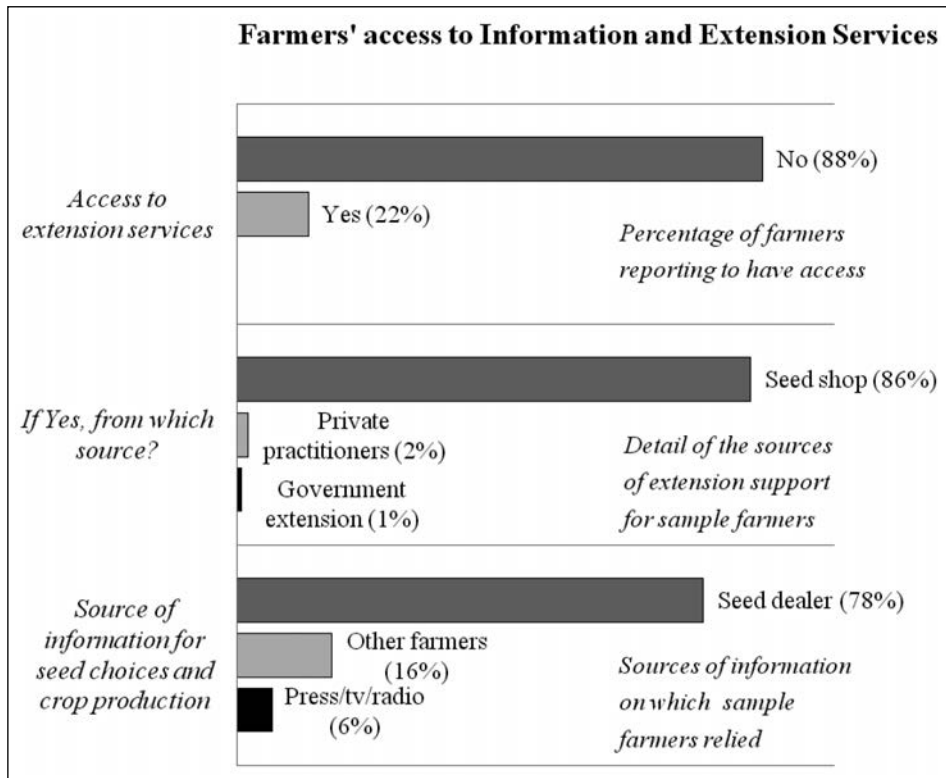 Farmers' access to Information and Extension Services
Access to
extension services
No (88%)
Yes (22%)
Percentage of farmers
reporting to have access
If Yes, from which
source?
Seed shop (86%)
Private
practitioners (2%)
Government
extension (1%)
Detail of the sources
of extension support
for sample farmers
Source of
information for
seed choices and
crop production
Seed dealer (78%)
Other farmers
(16%)
Press/tv/radio
(6%)
Sources of information
on which sample
farmers relied